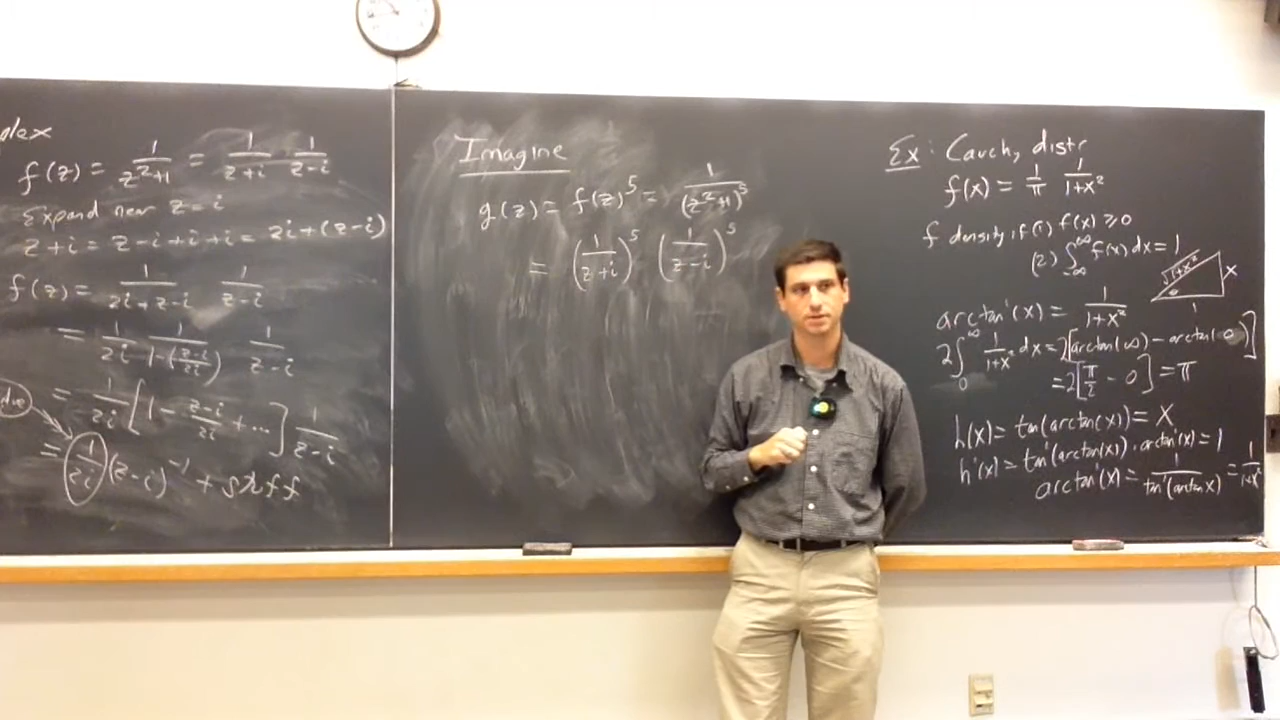 plex
f(z) = 1/(z²+1) = 1/(z+i) 1/(z-i)
Expand near z=i
z+i = z-i+i+i = 2i+(z-i)
f(z) = 1/(2i+z-i) 1/(z-i)
= 1/2i 1/(1-((z-i)/2i)) 1/(z-i)
= 1/2i [1 - (z-i)/2i + ...] 1/(z-i)
= 1/2i (z-i)⁻¹ + stuff
Imagine
g(z) = f(z)⁵ = 1/(z²+1)⁵
= (1/(z+i))⁵ (1/(z-i))⁵
Ex: Cauch, distr
f(x) = 1/π 1/(1+x²)
f density if (1) f(x) ≥ 0
(2) ∫_{-∞}^{∞} f(x) dx = 1
√1+x²
x
θ
1
arctan'(x) = 1/(1+x²)
2∫_0^∞ 1/(1+x²) dx = 2[arctan(∞) - arctan(0)]
= 2[π/2 - 0] = π
h(x) = tan(arctan(x)) = x
h'(x) = tan'(arctan(x)) · arctan'(x) = 1
arctan'(x) = 1/tan'(arctan x) = 1/(1+x²